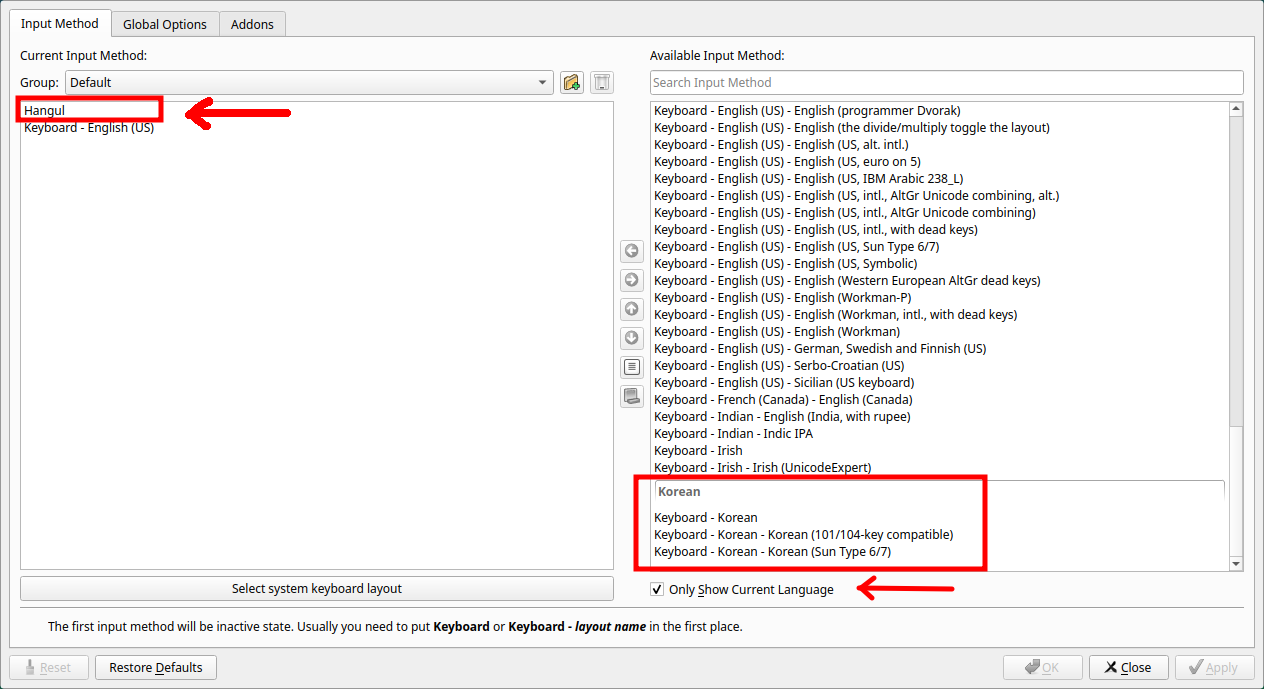 Input Method
Global Options
Addons
Current Input Method:
Available Input Method:
Group:
Default
Search Input Method
Hangul
Keyboard - English (US)
Keyboard - English (US) - English (programmer Dvorak)
Keyboard - English (US) - English (the divide/multiply toggle the layout)
Keyboard - English (US) - English (US, alt. intl.)
Keyboard - English (US) - English (US, euro on 5)
Keyboard - English (US) - English (US, IBM Arabic 238_L)
Keyboard - English (US) - English (US, intl., AltGr Unicode combining, alt.)
Keyboard - English (US) - English (US, intl., AltGr Unicode combining)
Keyboard - English (US) - English (US, intl., with dead keys)
Keyboard - English (US) - English (US, Sun Type 6/7)
Keyboard - English (US) - English (US, Symbolic)
Keyboard - English (US) - English (Western European AltGr dead keys)
Keyboard - English (US) - English (Workman-P)
Keyboard - English (US) - English (Workman, intl., with dead keys)
Keyboard - English (US) - English (Workman)
Keyboard - English (US) - German, Swedish and Finnish (US)
Keyboard - English (US) - Serbo-Croatian (US)
Keyboard - English (US) - Sicilian (US keyboard)
Keyboard - French (Canada) - English (Canada)
Keyboard - Indian - English (India, with rupee)
Keyboard - Indian - Indic IPA
Keyboard - Irish
Keyboard - Irish - Irish (UnicodeExpert)
Korean
Keyboard - Korean
Keyboard - Korean - Korean (101/104-key compatible)
Keyboard - Korean - Korean (Sun Type 6/7)
Select system keyboard layout
Only Show Current Language
The first input method will be inactive state. Usually you need to put Keyboard or Keyboard - layout name in the first place.
Reset
Restore Defaults
OK
Close
Apply